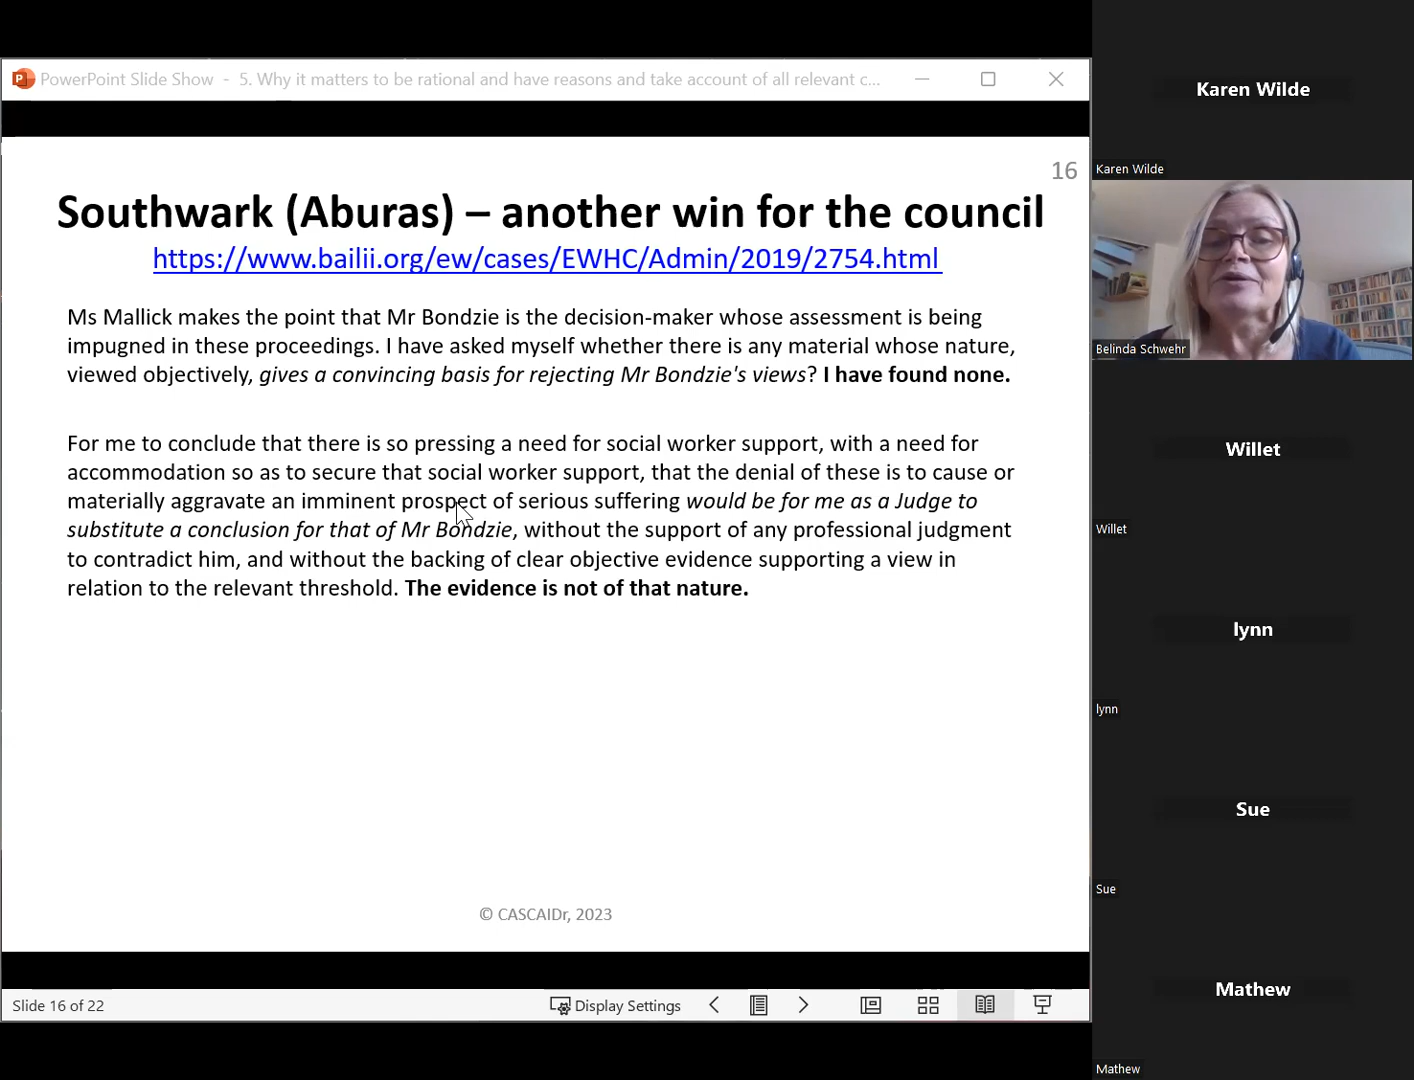 PowerPoint Slide Show - 5. Why it matters to be rational and have reasons and take account of all relevant c...
16
Southwark (Aburas) – another win for the council
https://www.bailii.org/ew/cases/EWHC/Admin/2019/2754.html
Ms Mallick makes the point that Mr Bondzie is the decision-maker whose assessment is being
impugned in these proceedings. I have asked myself whether there is any material whose nature,
viewed objectively, gives a convincing basis for rejecting Mr Bondzie's views? I have found none.
For me to conclude that there is so pressing a need for social worker support, with a need for
accommodation so as to secure that social worker support, that the denial of these is to cause or
materially aggravate an imminent prospect of serious suffering would be for me as a Judge to
substitute a conclusion for that of Mr Bondzie, without the support of any professional judgment
to contradict him, and without the backing of clear objective evidence supporting a view in
relation to the relevant threshold. The evidence is not of that nature.
© CASCAIDr, 2023
Slide 16 of 22
Display Settings
Karen Wilde
Karen Wilde
Belinda Schwehr
Willet
Willet
lynn
lynn
Sue
Sue
Mathew
Mathew